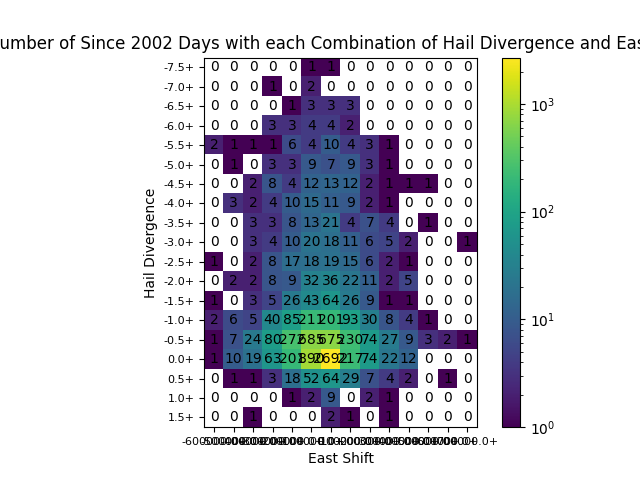 umber of Since 2002 Days with each Combination of Hail Divergence and Eas
-7.5+ 0 0 0 0 0 1 1 0 0 0 0 0 0 0
-7.0+ 0 0 0 1 0 2 0 0 0 0 0 0 0 0
-6.5+ 0 0 0 0 1 3 3 3 0 0 0 0 0 0
-6.0+ 0 0 0 3 3 4 4 2 0 0 0 0 0 0
-5.5+ 2 1 1 1 6 4 10 4 3 1 0 0 0 0
-5.0+ 0 1 0 3 3 9 7 9 3 1 0 0 0 0
-4.5+ 0 0 2 8 4 12 13 12 2 1 1 1 0 0
-4.0+ 0 3 2 4 10 15 11 9 2 1 0 0 0 0
-3.5+ 0 0 3 3 8 13 21 4 7 4 0 1 0 0
-3.0+ 0 0 3 4 10 20 18 11 6 5 2 0 0 1
-2.5+ 1 0 2 8 17 18 19 15 6 2 1 0 0 0
-2.0+ 0 2 2 8 9 32 36 22 11 2 5 0 0 0
-1.5+ 1 0 3 5 26 43 64 26 9 1 1 0 0 0
-1.0+ 2 6 5 40 85 211 201 93 30 8 4 1 0 0
-0.5+ 1 7 24 80 272 685 675 230 74 27 9 3 2 1
0.0+ 1 10 19 63 201 217 74 22 12 0 0 0
0.5+ 0 1 1 3 18 52 64 29 7 4 2 0 1 0
1.0+ 0 0 0 0 1 2 9 0 2 1 0 0 0 0
1.5+ 0 0 1 0 0 0 2 1 0 1 0 0 0 0
Hail Divergence
East Shift
10³
10²
10¹
10⁰